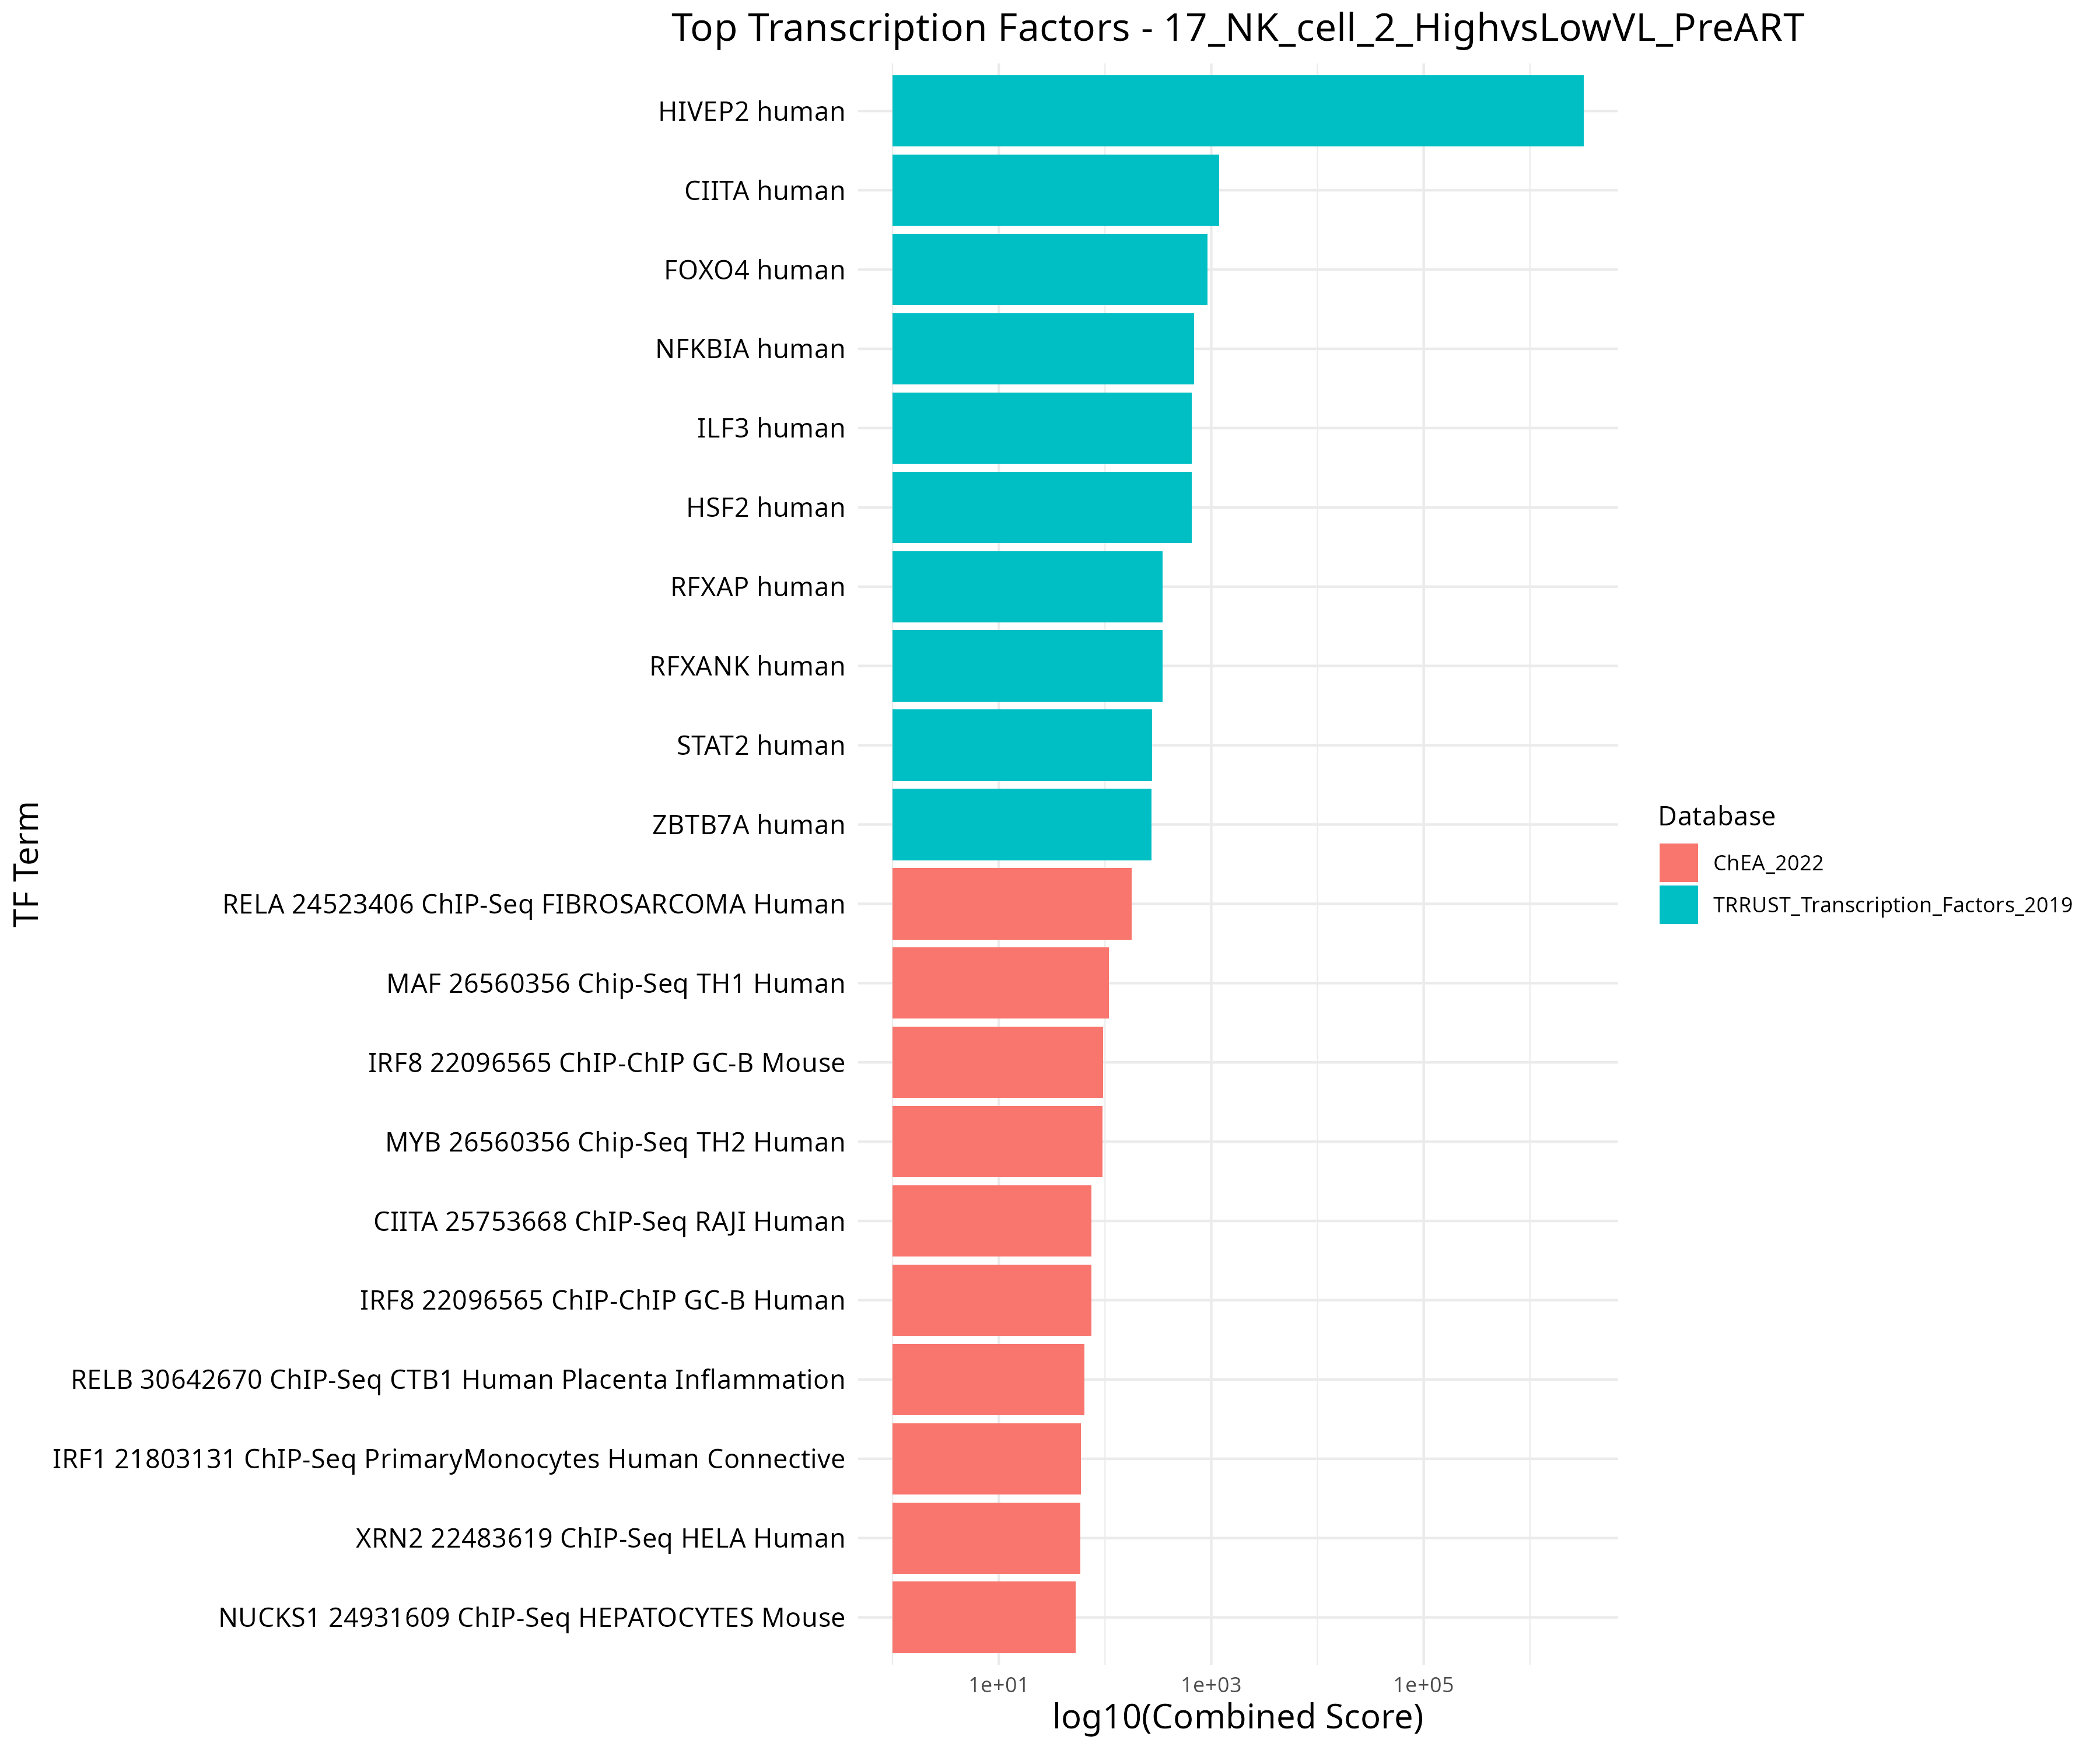 Top Transcription Factors - 17_NK_cell_2_HighvsLowVL_PreART
HIVEP2 human
CIITA human
FOXO4 human
NFKBIA human
ILF3 human
HSF2 human
RFXAP human
RFXANK human
STAT2 human
ZBTB7A human
RELA 24523406 ChIP-Seq FIBROSARCOMA Human
MAF 26560356 Chip-Seq TH1 Human
IRF8 22096565 ChIP-ChIP GC-B Mouse
MYB 26560356 Chip-Seq TH2 Human
CIITA 25753668 ChIP-Seq RAJI Human
IRF8 22096565 ChIP-ChIP GC-B Human
RELB 30642670 ChIP-Seq CTB1 Human Placenta Inflammation
IRF1 21803131 ChIP-Seq PrimaryMonocytes Human Connective
XRN2 22483619 ChIP-Seq HELA Human
NUCKS1 24931609 ChIP-Seq HEPATOCYTES Mouse
TF Term
1e+01 1e+03 1e+05
log10(Combined Score)
Database
ChEA_2022
TRRUST_Transcription_Factors_2019